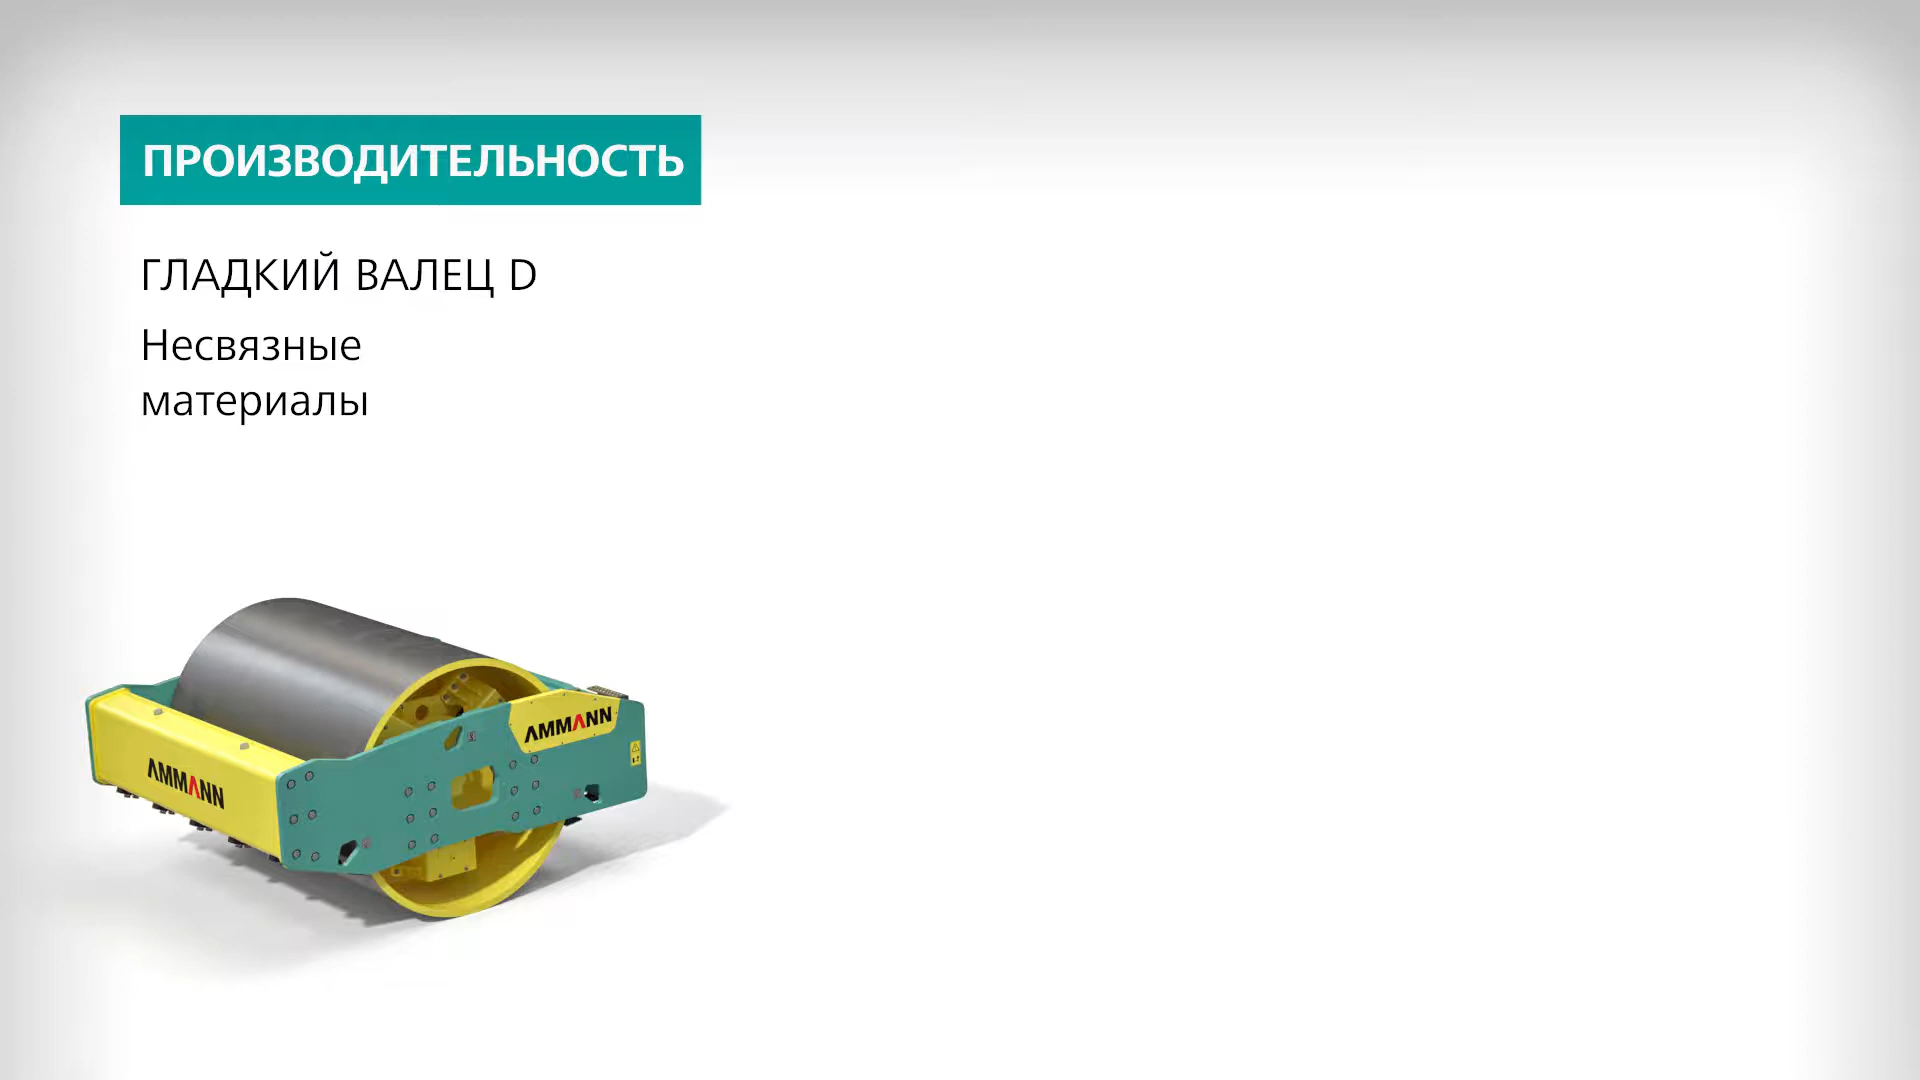 ПРОИЗВОДИТЕЛЬНОСТЬ
ГЛАДКИЙ ВАЛЕЦ D
Несвязные
материалы
AMMANN
AMMANN